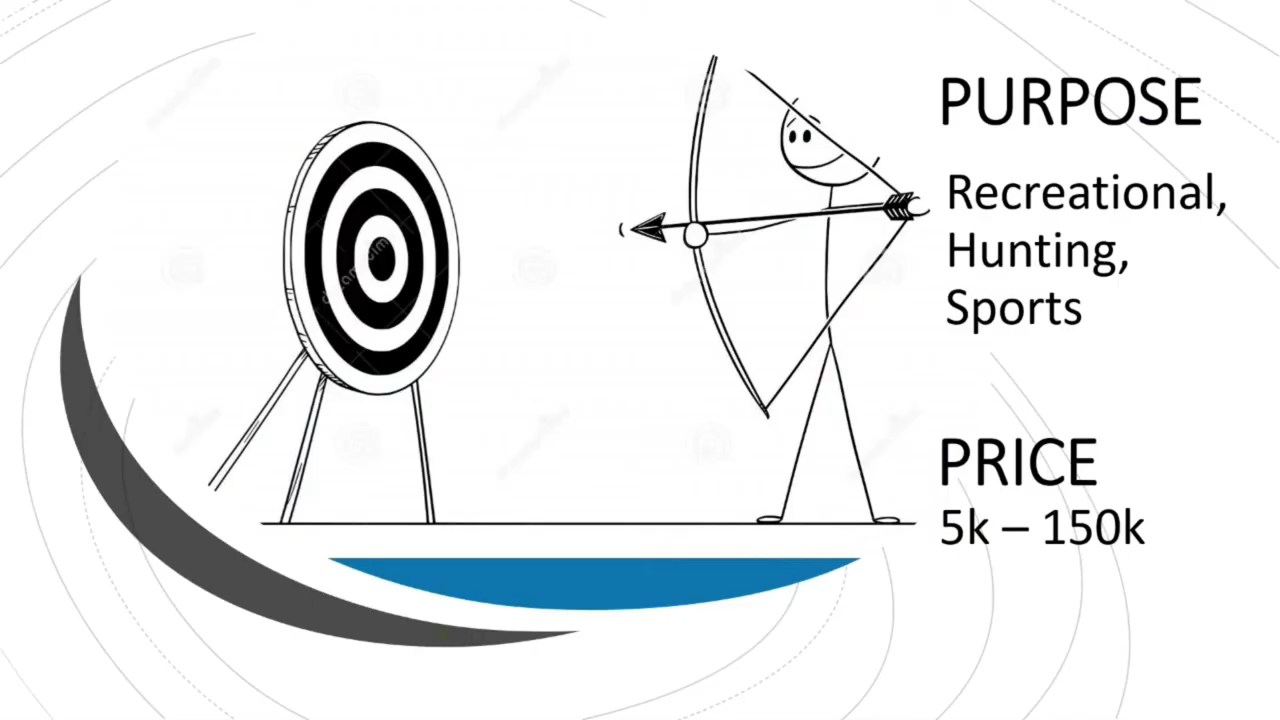 PURPOSE
Recreational,
Hunting,
Sports
PRICE
5k – 150k